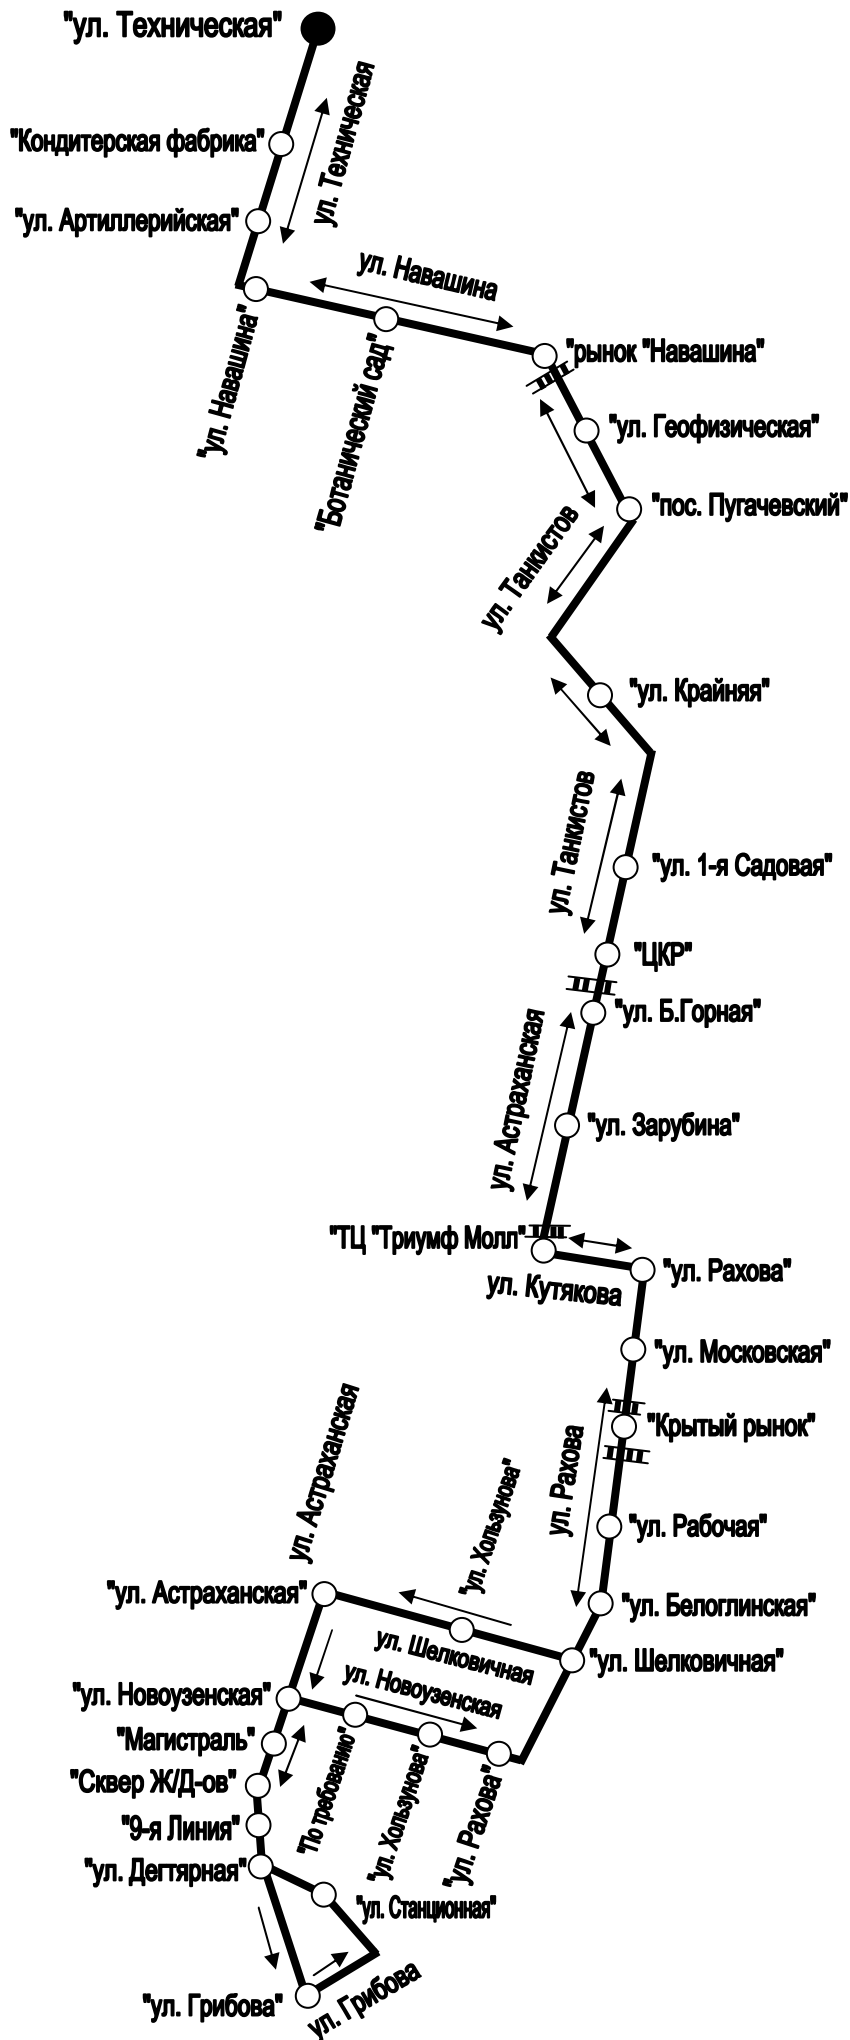 "ул. Техническая"
"Кондитерская фабрика"
ул. Техническая
"ул. Артиллерийская"
ул. Навашина
"ул. Навашина"
"Ботанический сад"
"рынок "Навашина"
"ул. Геофизическая"
"пос. Пугачевский"
ул. Танкистов
"ул. Крайняя"
ул. Танкистов
"ул. 1-я Садовая"
"ЦКР"
"ул. Б.Горная"
ул. Астраханская
"ул. Зарубина"
"ТЦ "Триумф Молл"
"ул. Рахова"
ул. Кутякова
"ул. Московская"
"Крытый рынок"
ул. Астраханская
ул. Рахова
"ул. Хользунова"
"ул. Рабочая"
"ул. Астраханская"
"ул. Белоглинская"
ул. Шелковичная
"ул. Шелковичная"
ул. Новоузенская
"ул. Новоузенская"
"Магистраль"
"По требованию"
"ул. Хользунова"
"ул. Рахова"
"Сквер Ж/Д-ов"
"9-я Линия"
"ул. Дегтярная"
"ул. Станционная"
"ул. Грибова"
ул. Грибова